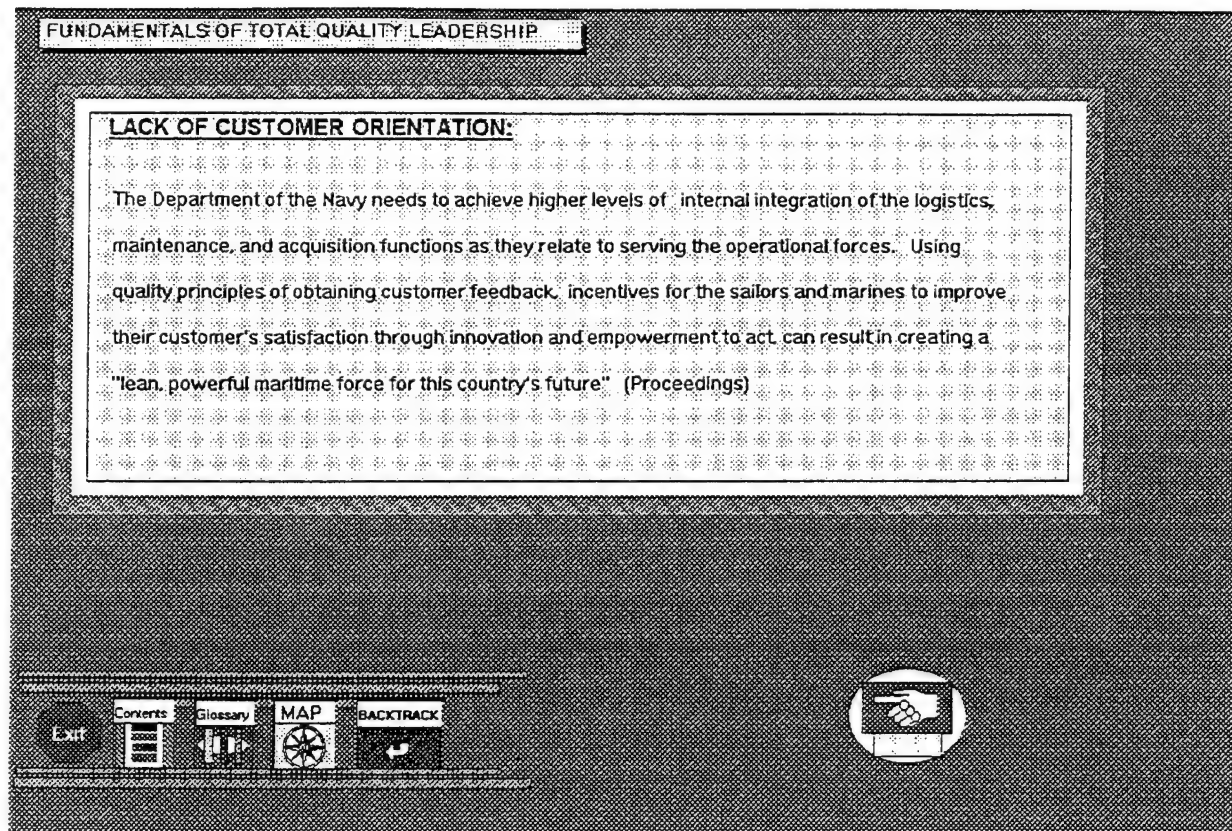 FUNDAMENTALS OF TOTAL QUALITY LEADERSHIP
LACK OF CUSTOMER ORIENTATION:
The Department of the Navy needs to achieve higher levels of internal integration of the logistics,
maintenance, and acquisition functions as they relate to serving the operational forces. Using
quality principles of obtaining customer feedback, incentives for the sailors and marines to improve
their customer's satisfaction through innovation and empowerment to act, can result in creating a
"lean, powerful maritime force for this country's future" (Proceedings)
Exit
Contents
Glossary
MAP
BACKTRACK